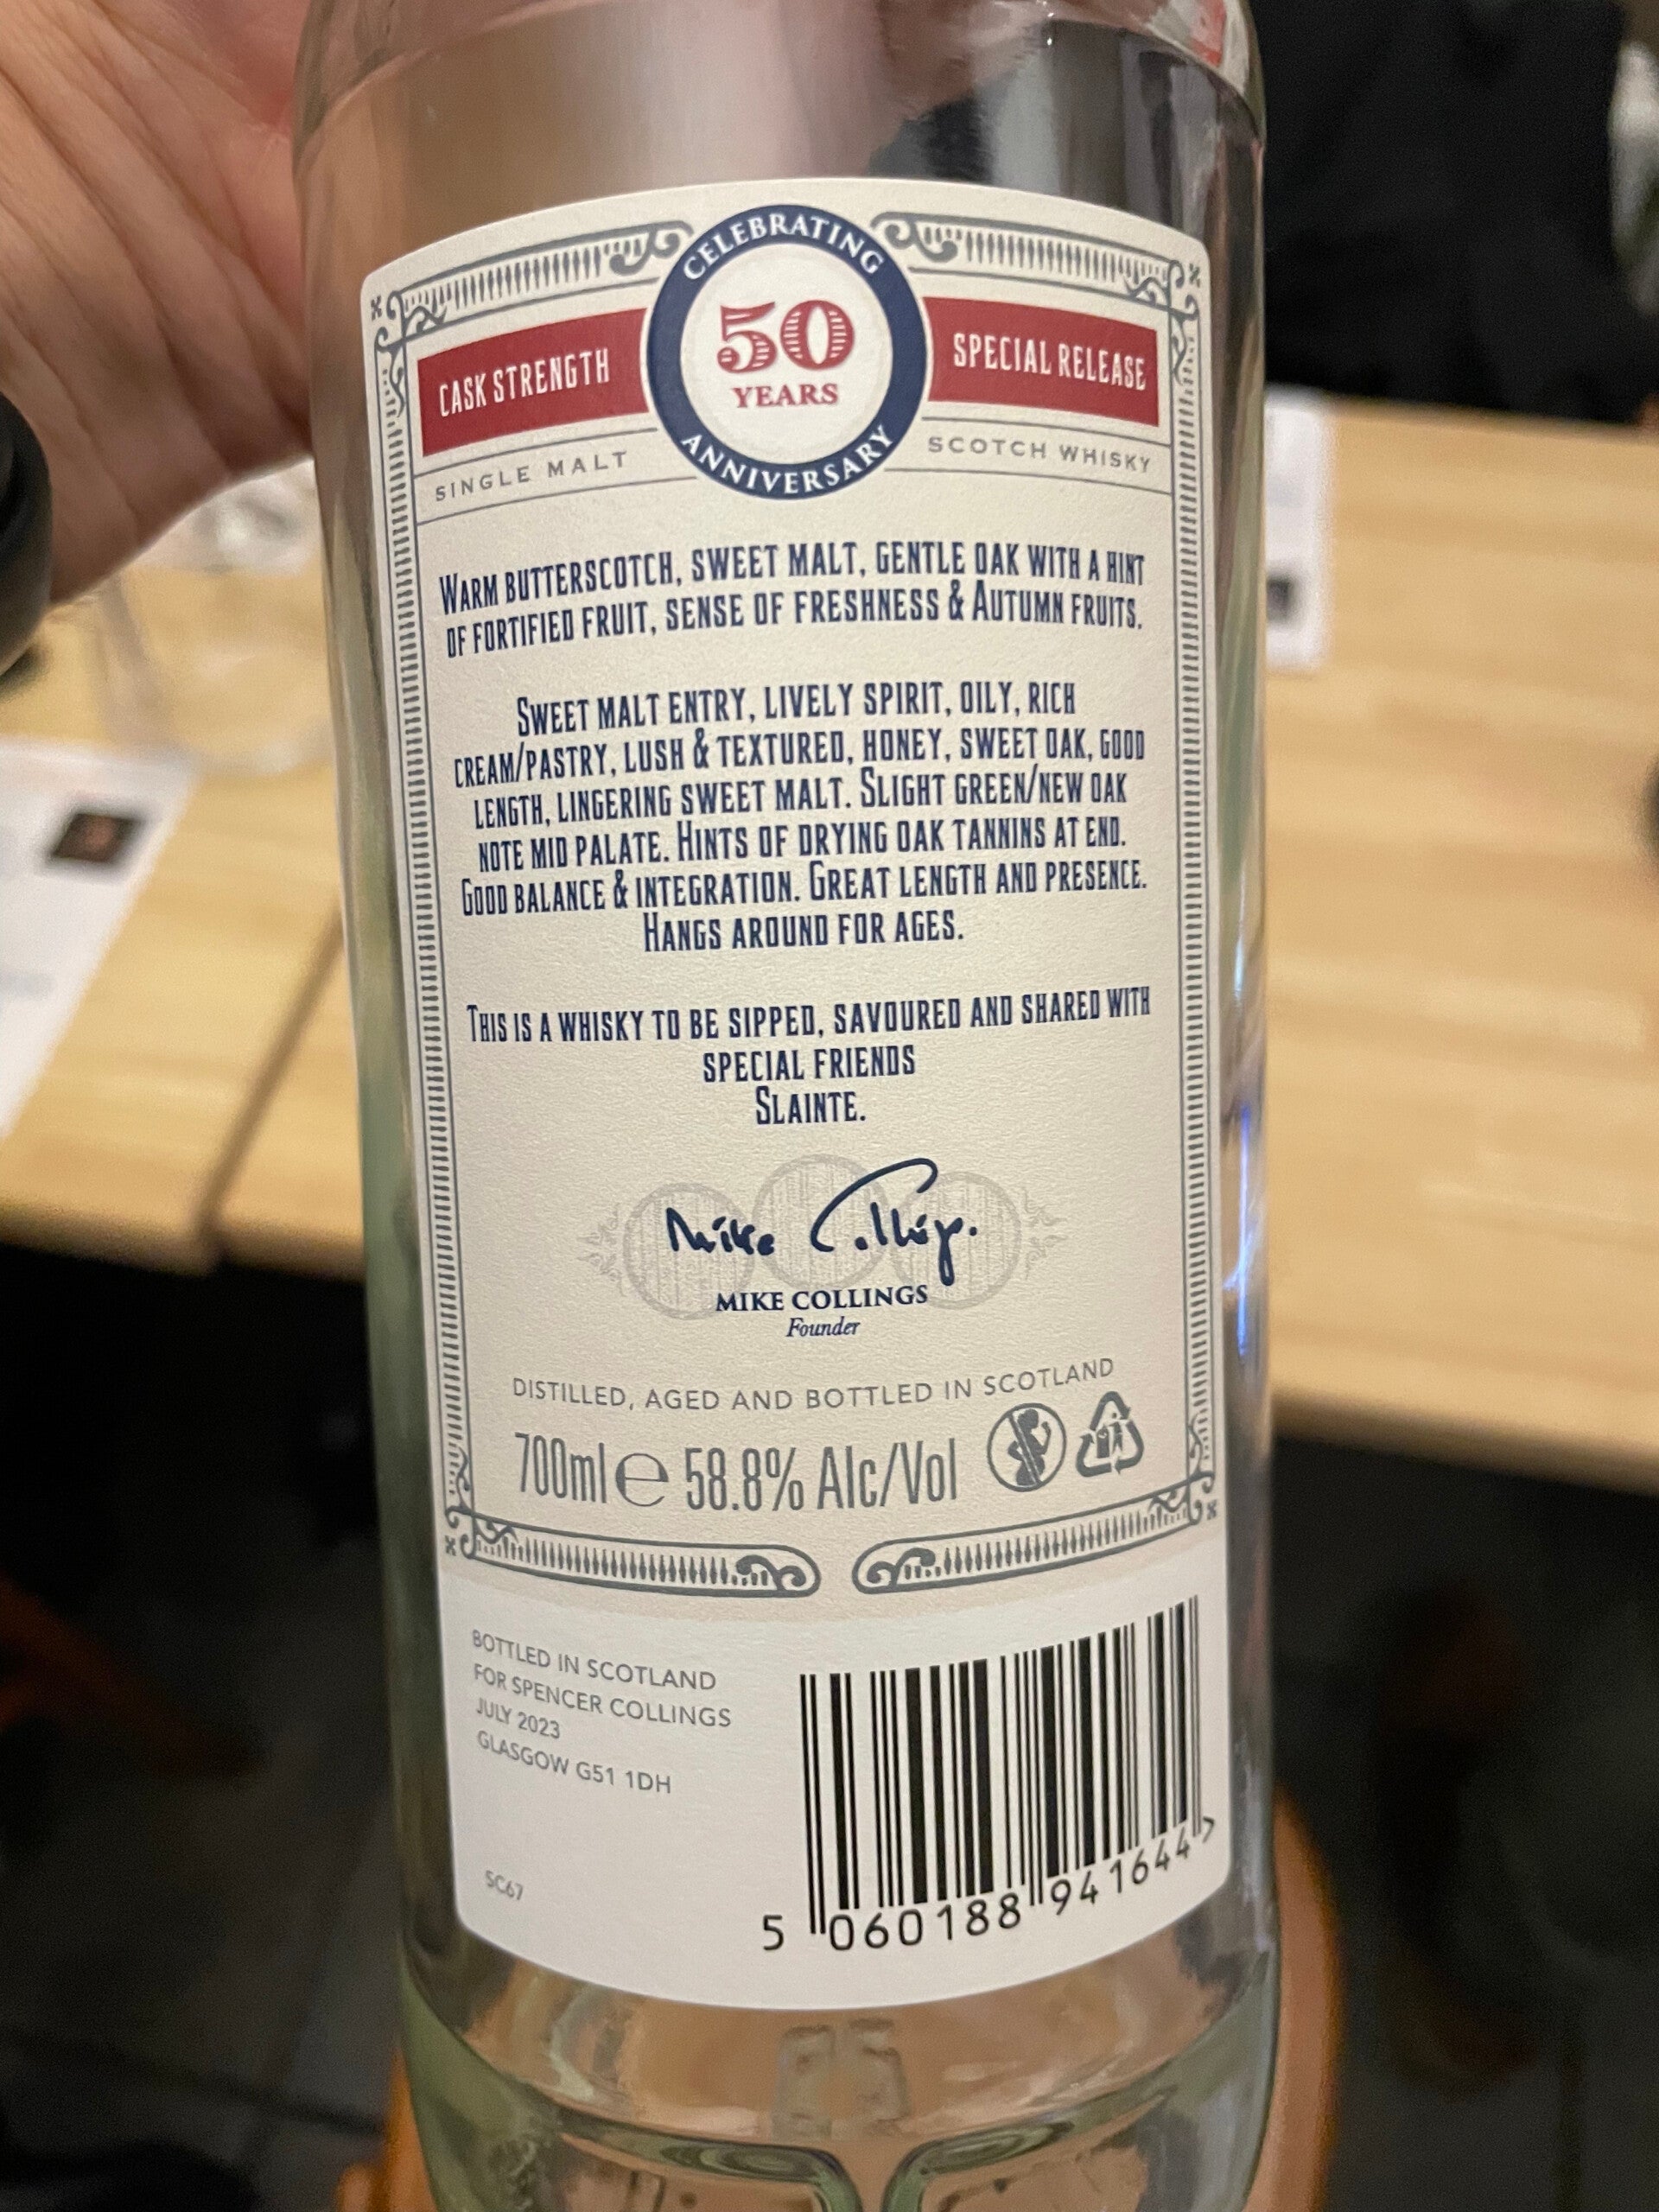 CELEBRATING
50
YEARS
ANNIVERSARY
CASK STRENGTH
SPECIAL RELEASE
SINGLE MALT
SCOTCH WHISKY
WARM BUTTERSCOTCH, SWEET MALT, GENTLE OAK WITH A HINT
OF FORTIFIED FRUIT, SENSE OF FRESHNESS & AUTUMN FRUITS.
SWEET MALT ENTRY, LIVELY SPIRIT, OILY, RICH
CREAM/PASTRY, LUSH & TEXTURED, HONEY, SWEET OAK, GOOD
LENGTH, LINGERING SWEET MALT. SLIGHT GREEN/NEW OAK
NOTE MID PALATE. HINTS OF DRYING OAK TANNINS AT END.
GOOD BALANCE & INTEGRATION. GREAT LENGTH AND PRESENCE.
HANGS AROUND FOR AGES.
THIS IS A WHISKY TO BE SIPPED, SAVOURED AND SHARED WITH
SPECIAL FRIENDS
SLAINTE.
Mike Collings.
MIKE COLLINGS
Founder
DISTILLED, AGED AND BOTTLED IN SCOTLAND
700ml e 58.8% Alc/Vol
BOTTLED IN SCOTLAND
FOR SPENCER COLLINGS
JULY 2023
GLASGOW G51 1DH
SC67
5 060188 941644 >